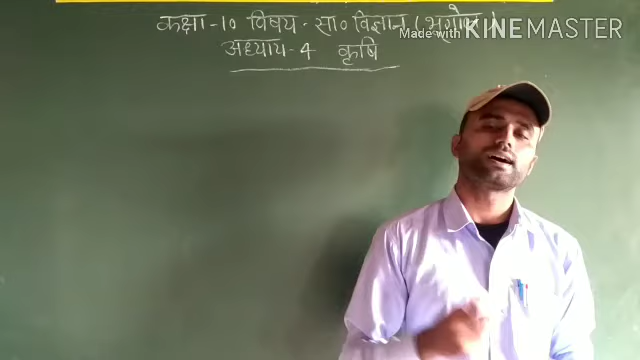 कक्षा-10 विषय- सा० विज्ञान (भूगोल)
Made with KINEMASTER
अध्याय-4 कृषि